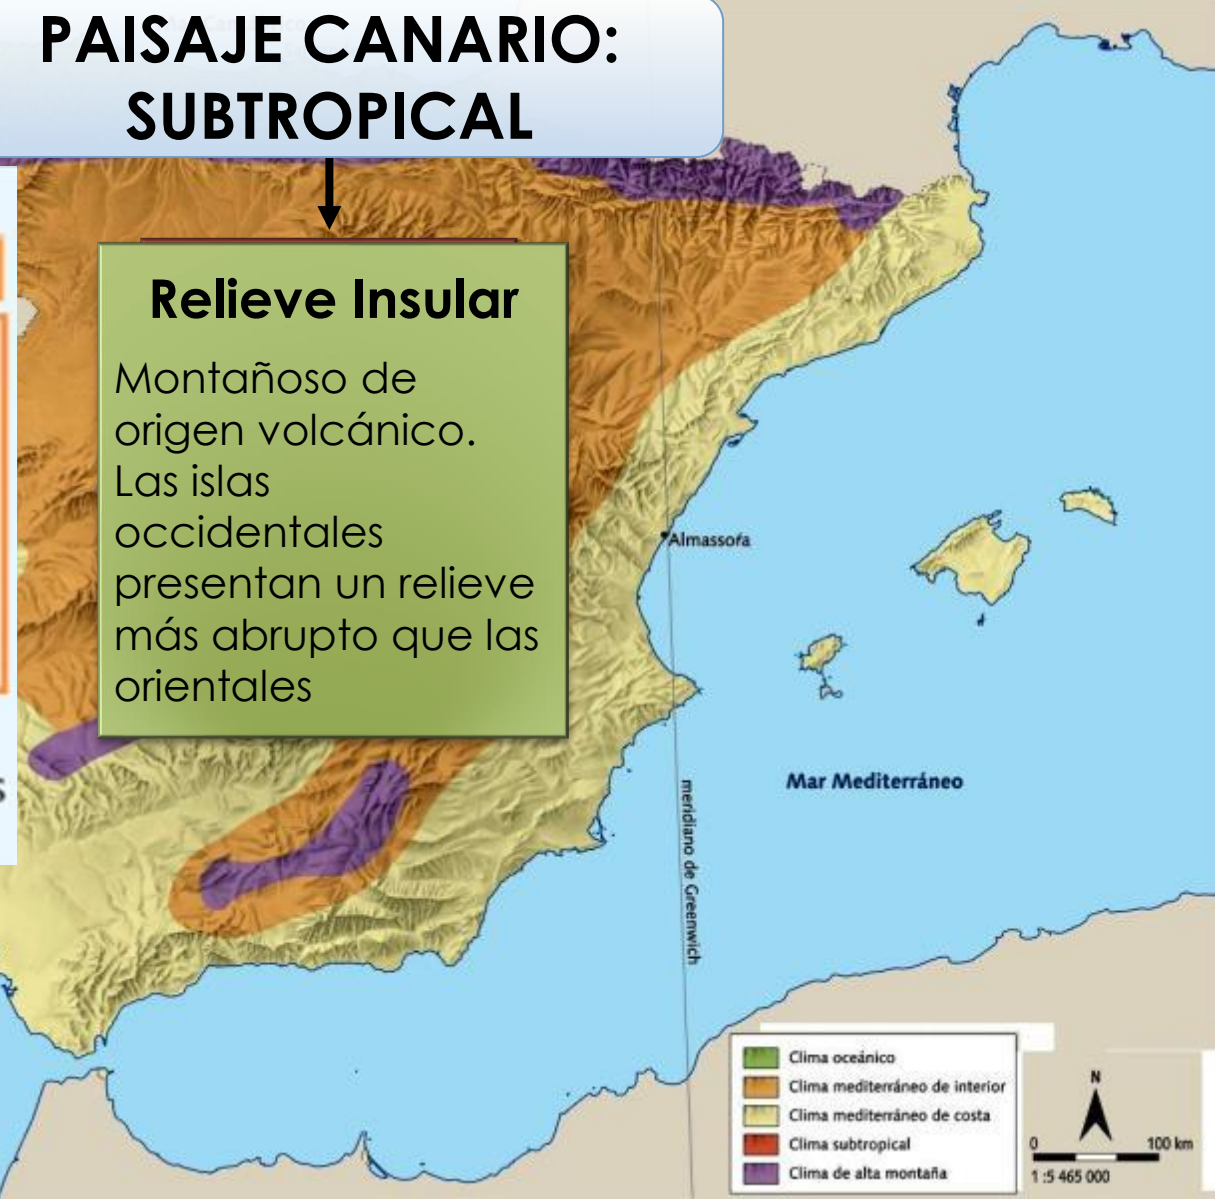 PAISAJE CANARIO:
SUBTROPICAL
Relieve Insular
Montañoso de
origen volcánico.
Las islas
occidentales
presentan un relieve
más abrupto que las
orientales
Almassora
Mar Mediterráneo
meridiano de Greenwich
Clima oceánico
Clima mediterráneo de interior
Clima mediterráneo de costa
Clima subtropical
Clima de alta montaña
N
0 100 km
1 :5 465 000